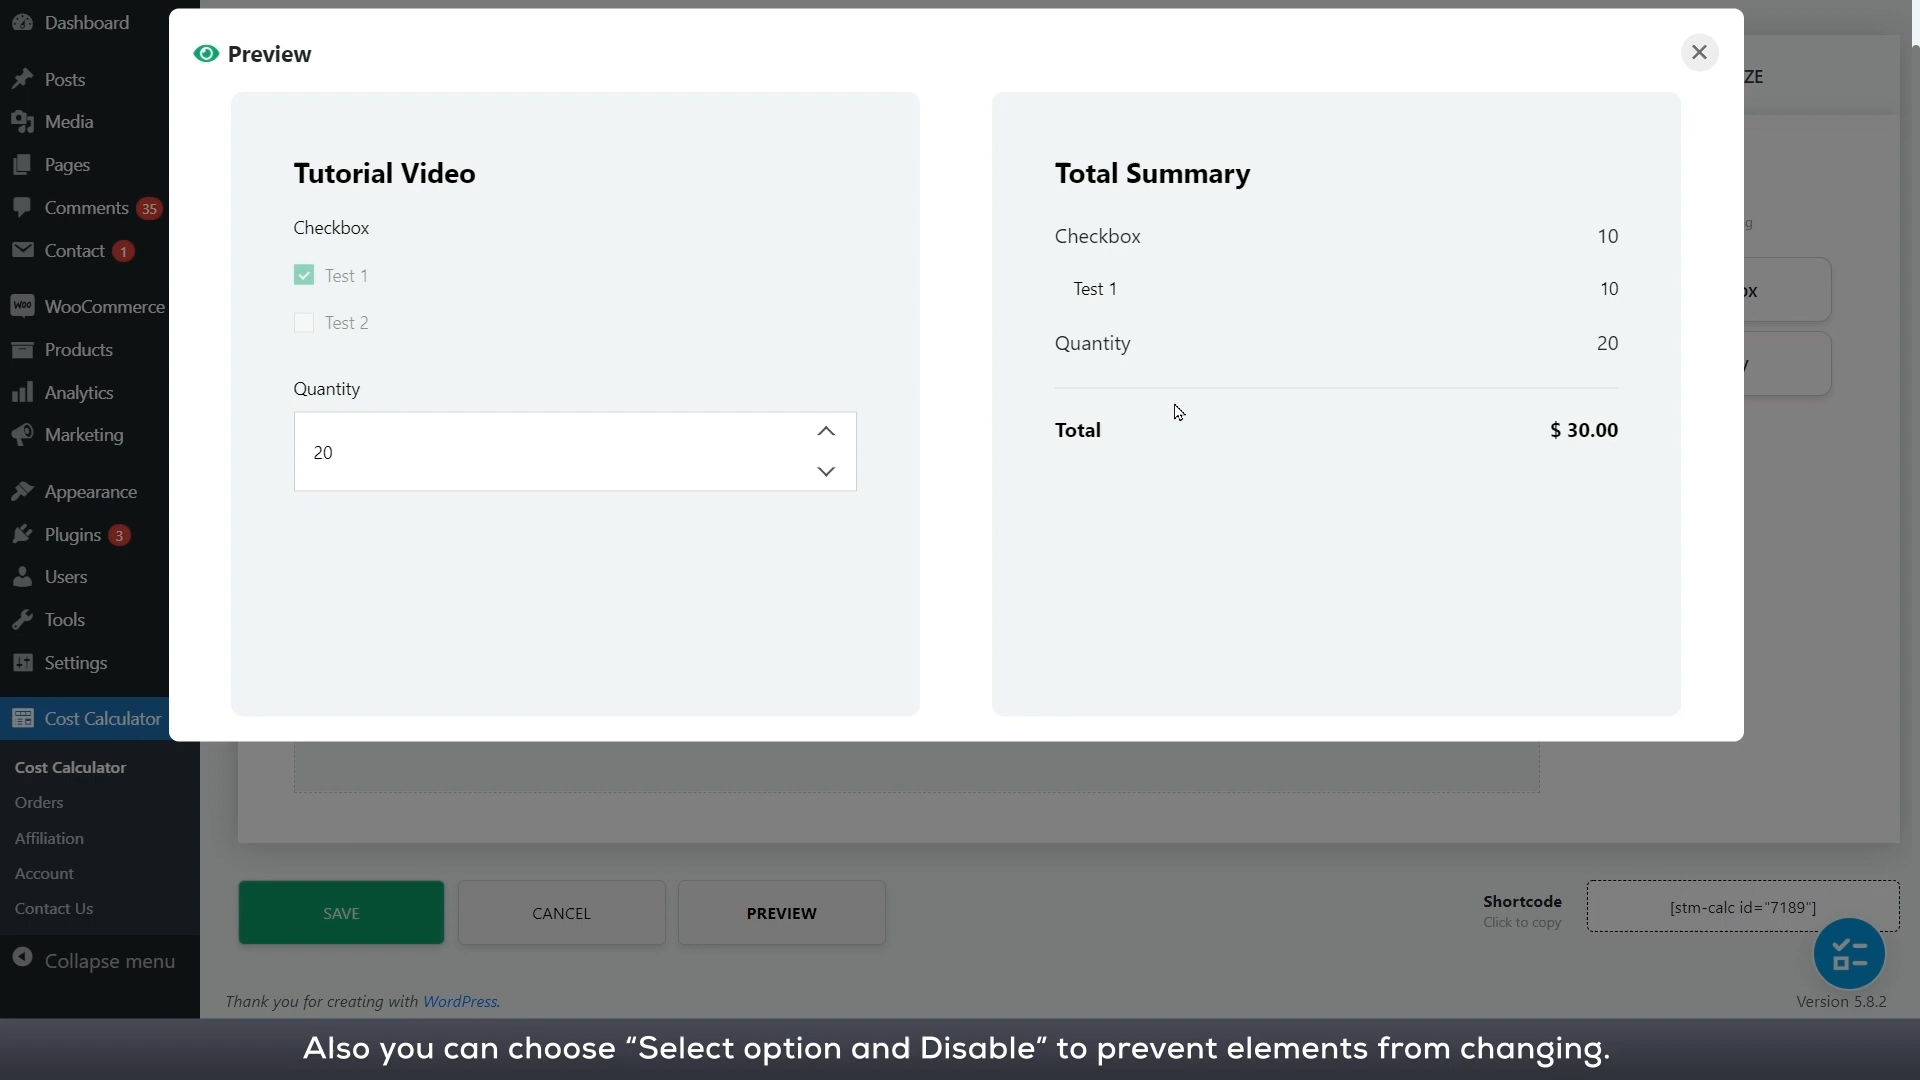 Dashboard
Posts
Media
Pages
Comments 35
Contact 1
WooCommerce
Products
Analytics
Marketing
Appearance
Plugins 3
Users
Tools
Settings
Cost Calculator
Cost Calculator
Orders
Affiliation
Account
Contact Us
Collapse menu
Preview
Tutorial Video
Checkbox
Test 1
Test 2
Quantity
20
Total Summary
Checkbox 10
Test 1 10
Quantity 20
Total $ 30.00
ZE
g
ox
y
SAVE
CANCEL
PREVIEW
Shortcode
Click to copy
[stm-calc id="7189"]
Thank you for creating with WordPress.
Version 5.8.2
Also you can choose “Select option and Disable” to prevent elements from changing.